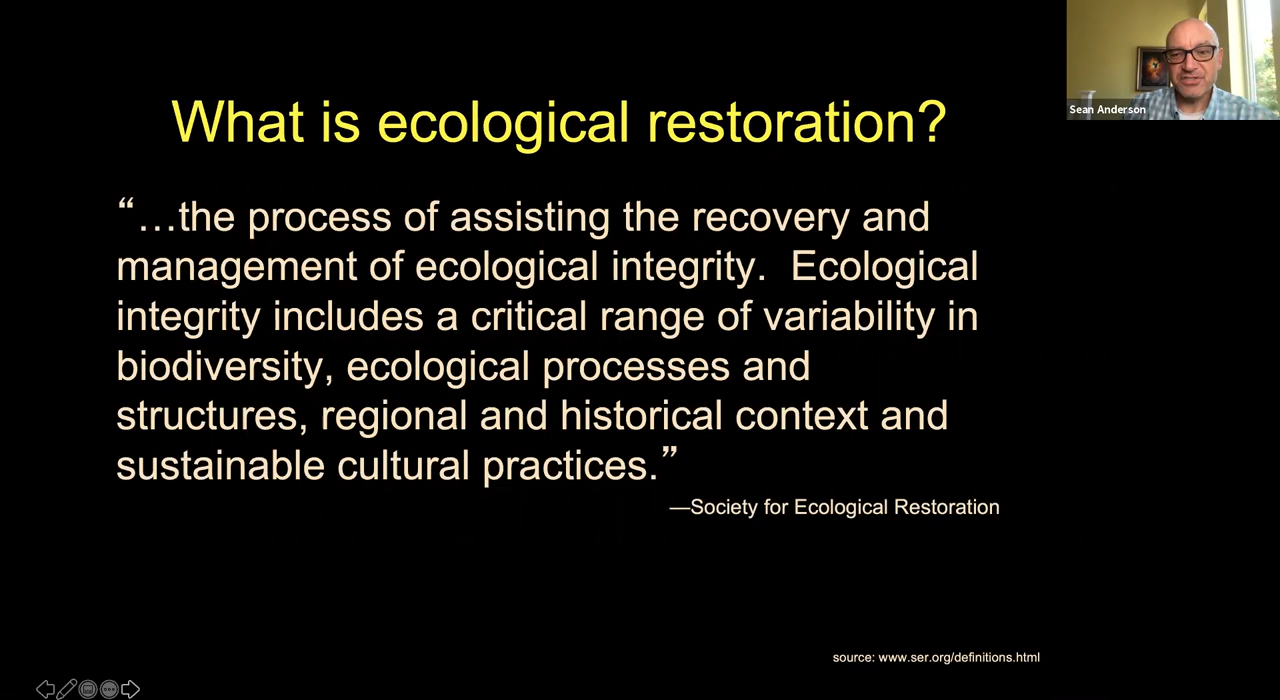 What is ecological restoration?
“…the process of assisting the recovery and
management of ecological integrity.  Ecological
integrity includes a critical range of variability in
biodiversity, ecological processes and
structures, regional and historical context and
sustainable cultural practices.”
—Society for Ecological Restoration
source: www.ser.org/definitions.html
Sean Anderson